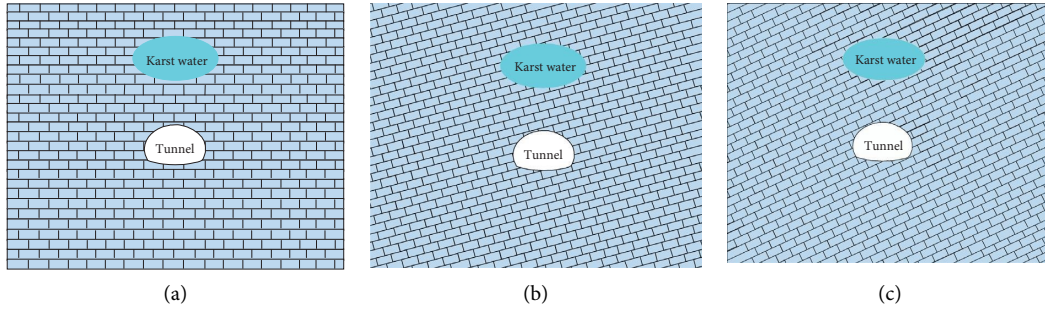 Karst water
Tunnel
(a)
Karst water
Tunnel
(b)
Karst water
Tunnel
(c)